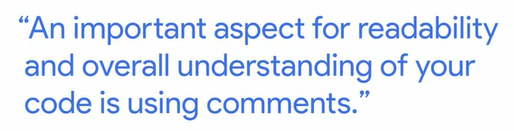 “An important aspect for readability
and overall understanding of your
code is using comments.”